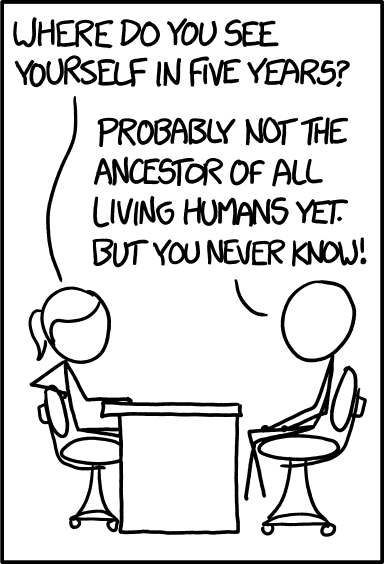 WHERE DO YOU SEE
YOURSELF IN FIVE YEARS?
PROBABLY NOT THE
ANCESTOR OF ALL
LIVING HUMANS YET.
BUT YOU NEVER KNOW!